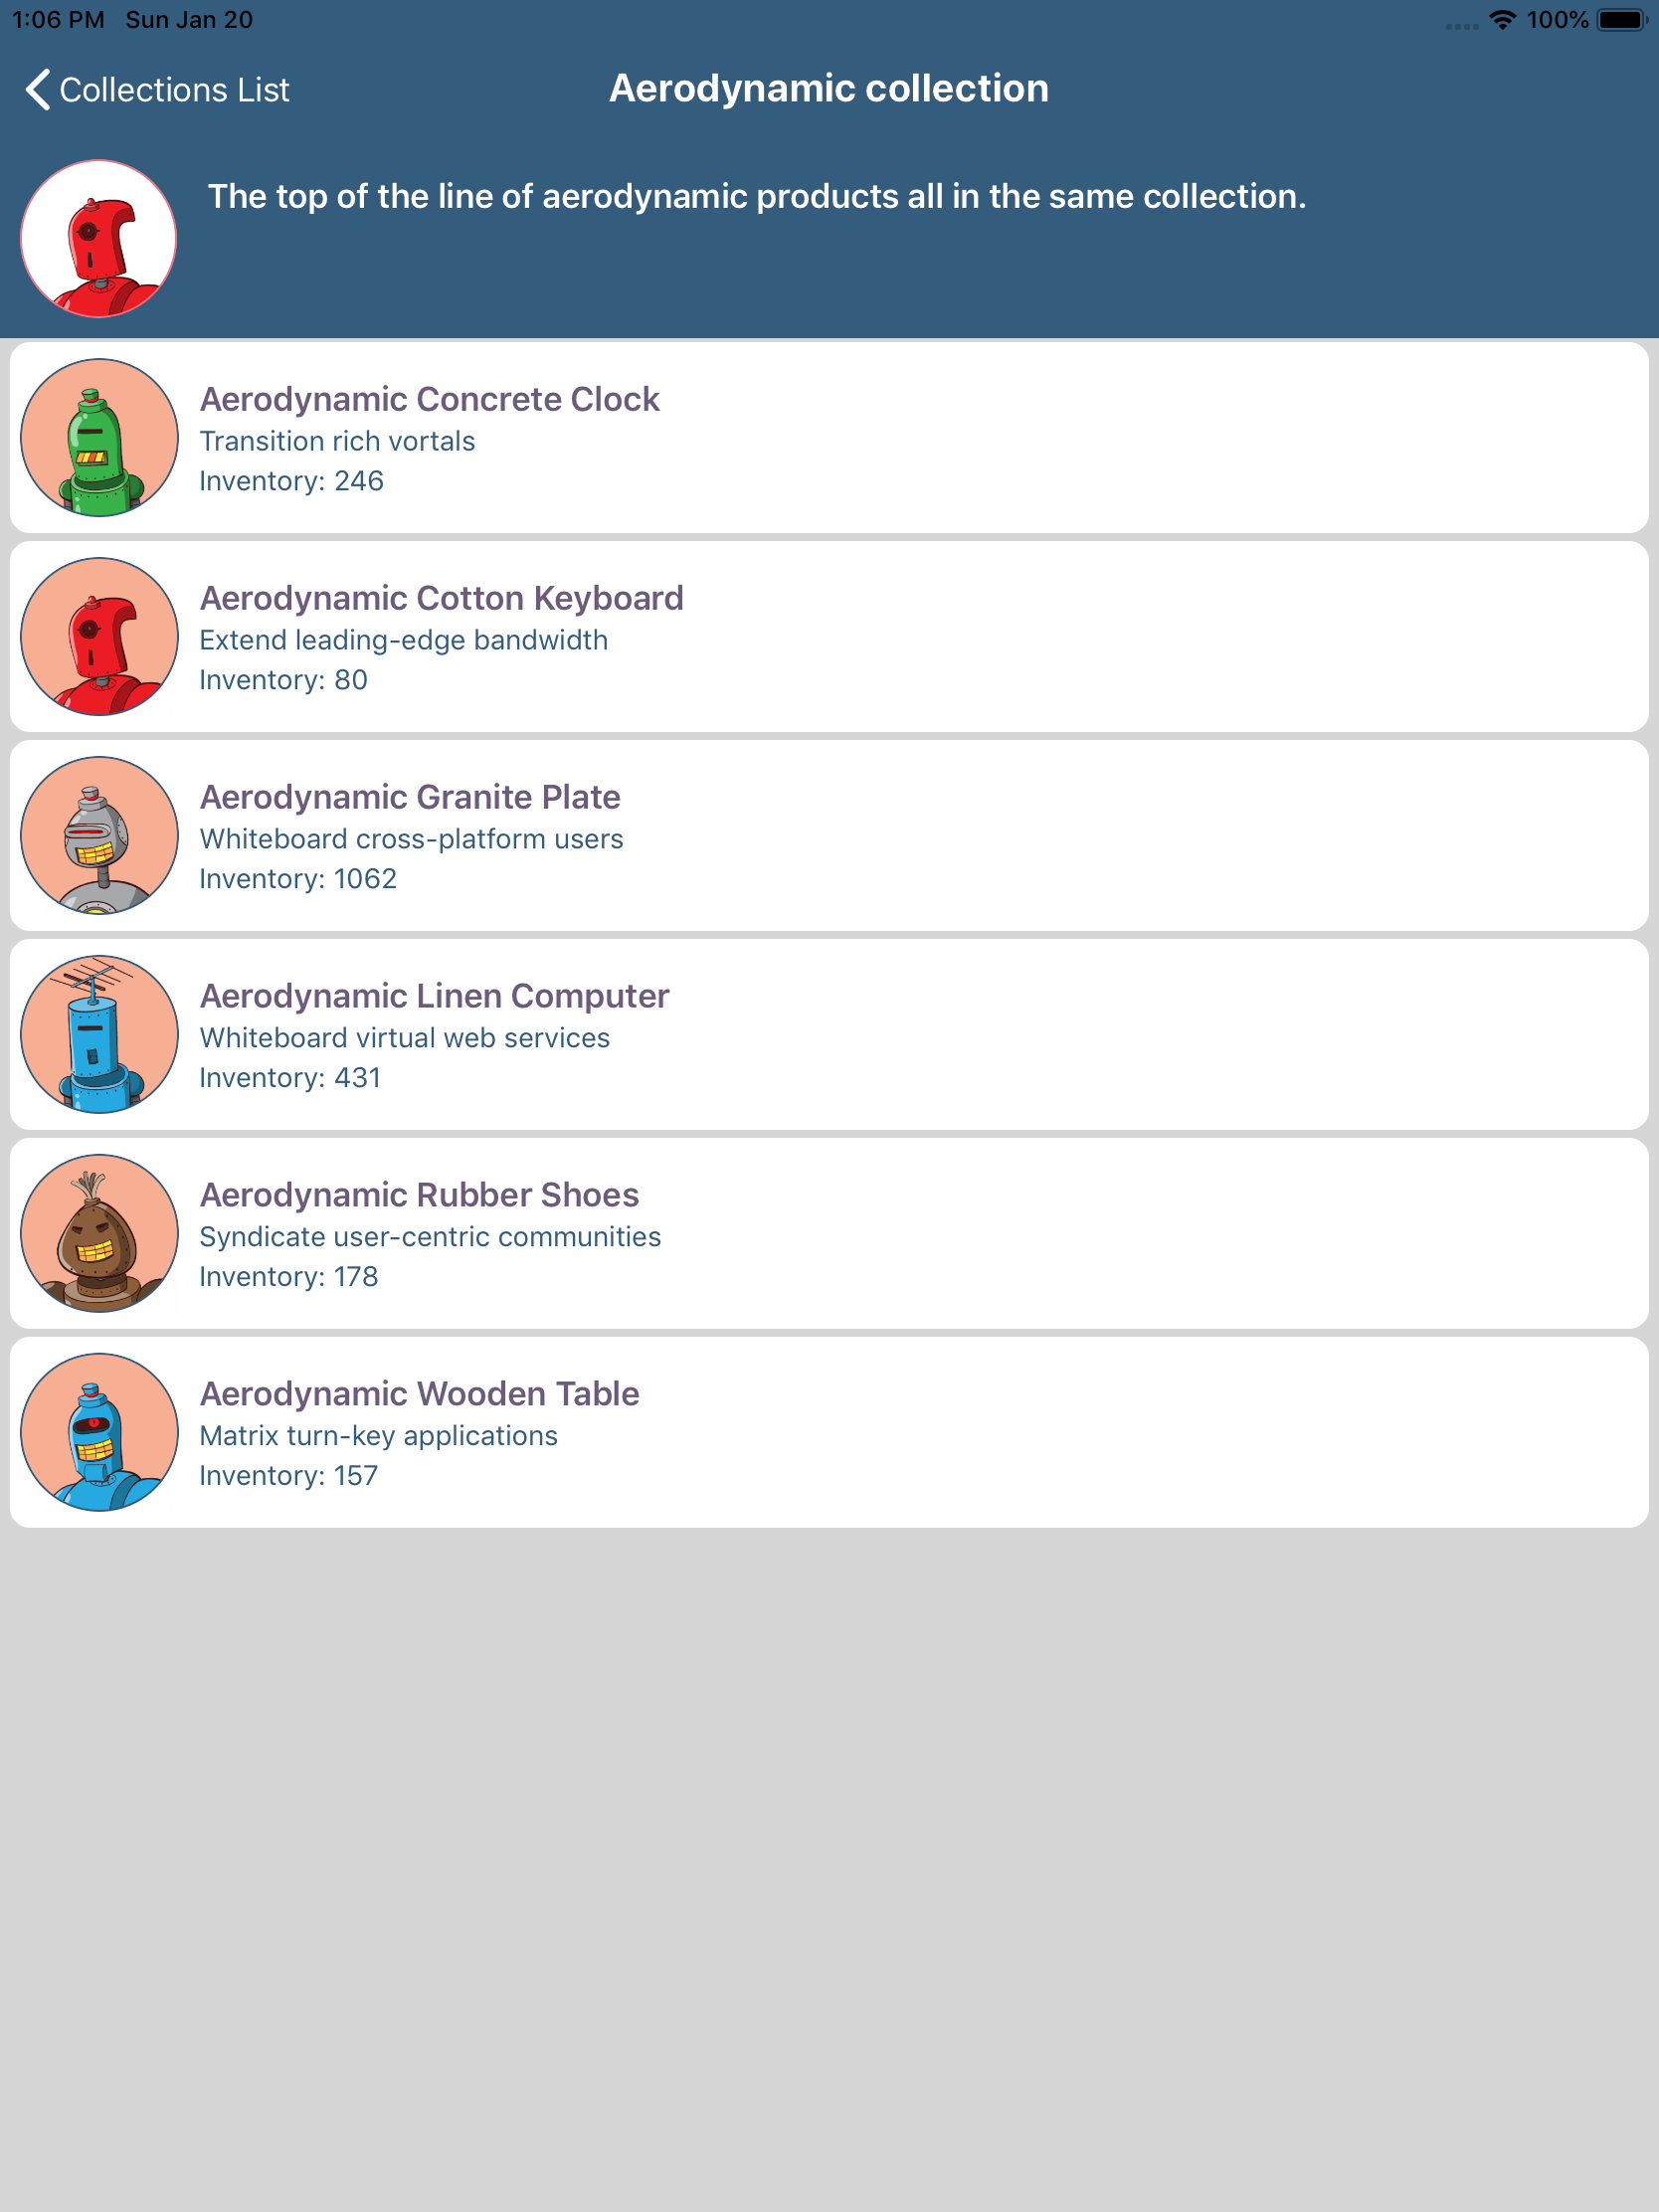 1:06 PM Sun Jan 20 100%
Collections List Aerodynamic collection
The top of the line of aerodynamic products all in the same collection.
Aerodynamic Concrete Clock
Transition rich vortals
Inventory: 246
Aerodynamic Cotton Keyboard
Extend leading-edge bandwidth
Inventory: 80
Aerodynamic Granite Plate
Whiteboard cross-platform users
Inventory: 1062
Aerodynamic Linen Computer
Whiteboard virtual web services
Inventory: 431
Aerodynamic Rubber Shoes
Syndicate user-centric communities
Inventory: 178
Aerodynamic Wooden Table
Matrix turn-key applications
Inventory: 157